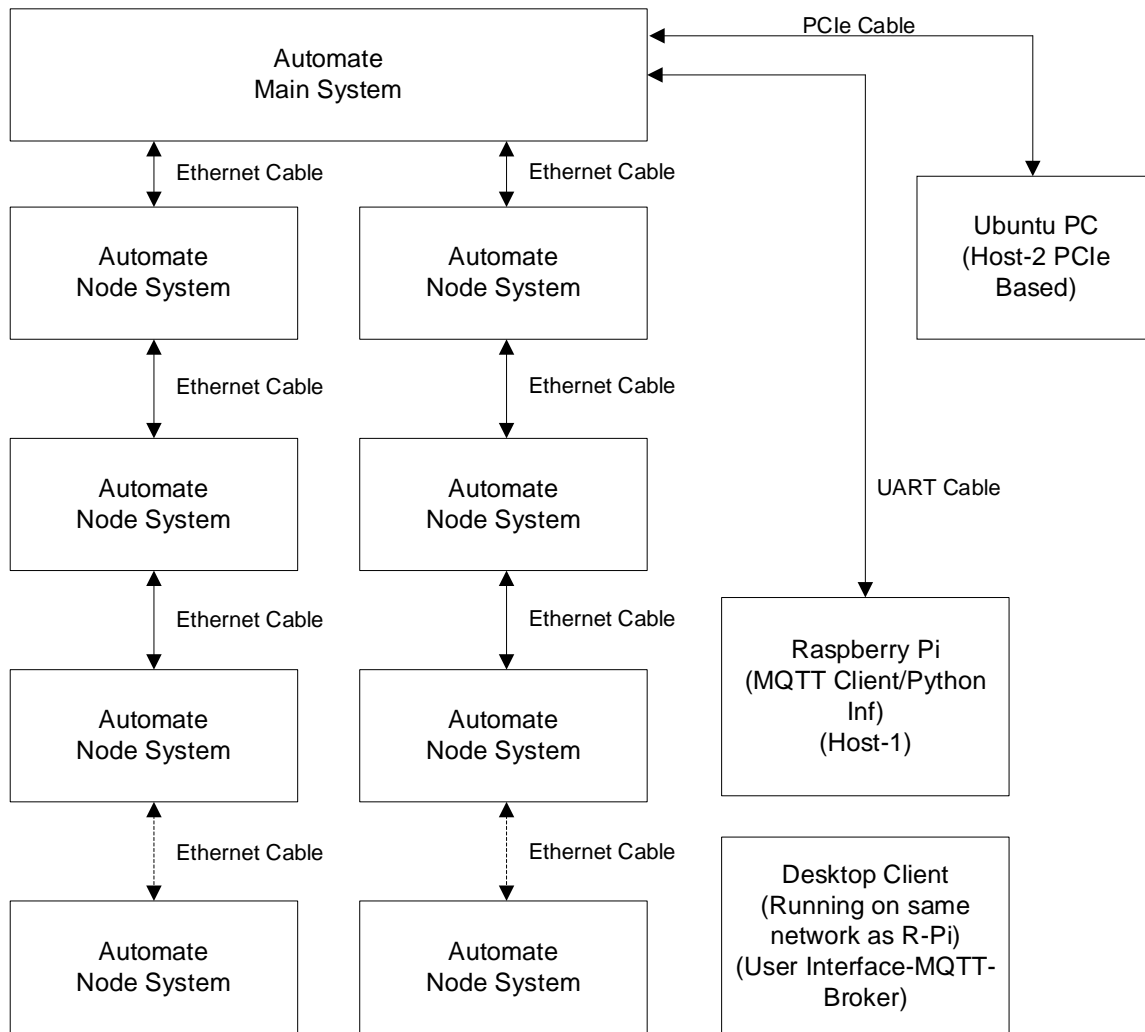 PCIe Cable
Automate
Main System
Ethernet Cable
Ethernet Cable
Automate
Node System
Automate
Node System
Ubuntu PC
(Host-2 PCIe
Based)
Ethernet Cable
Ethernet Cable
Automate
Node System
Automate
Node System
UART Cable
Ethernet Cable
Ethernet Cable
Automate
Node System
Automate
Node System
Raspberry Pi
(MQTT Client/Python
Inf)
(Host-1)
Ethernet Cable
Ethernet Cable
Automate
Node System
Automate
Node System
Desktop Client
(Running on same
network as R-Pi)
(User Interface-MQTT-
Broker)